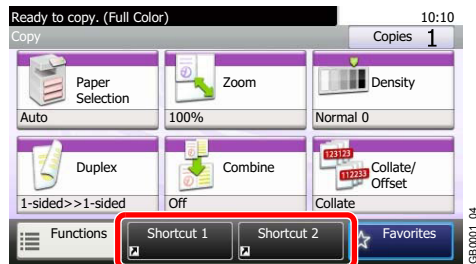 Ready to copy. (Full Color)
10:10
Copy
Copies 1
Paper
Selection
Auto
Zoom
100%
Density
Normal 0
Duplex
1-sided>>1-sided
Combine
Off
123123
112233
Collate/
Offset
Collate
Functions
Shortcut 1
Shortcut 2
Favorites
GB0001_04